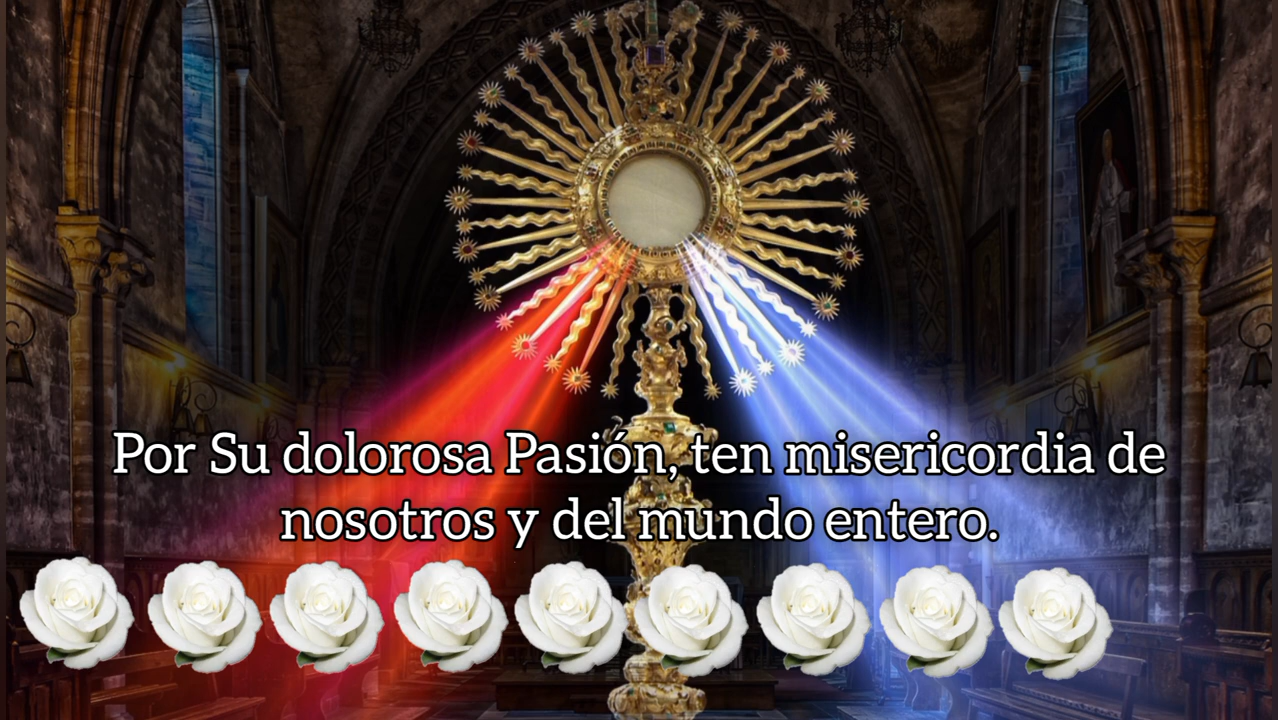 Por Su dolorosa Pasión, ten misericordia de
nosotros y del mundo entero.